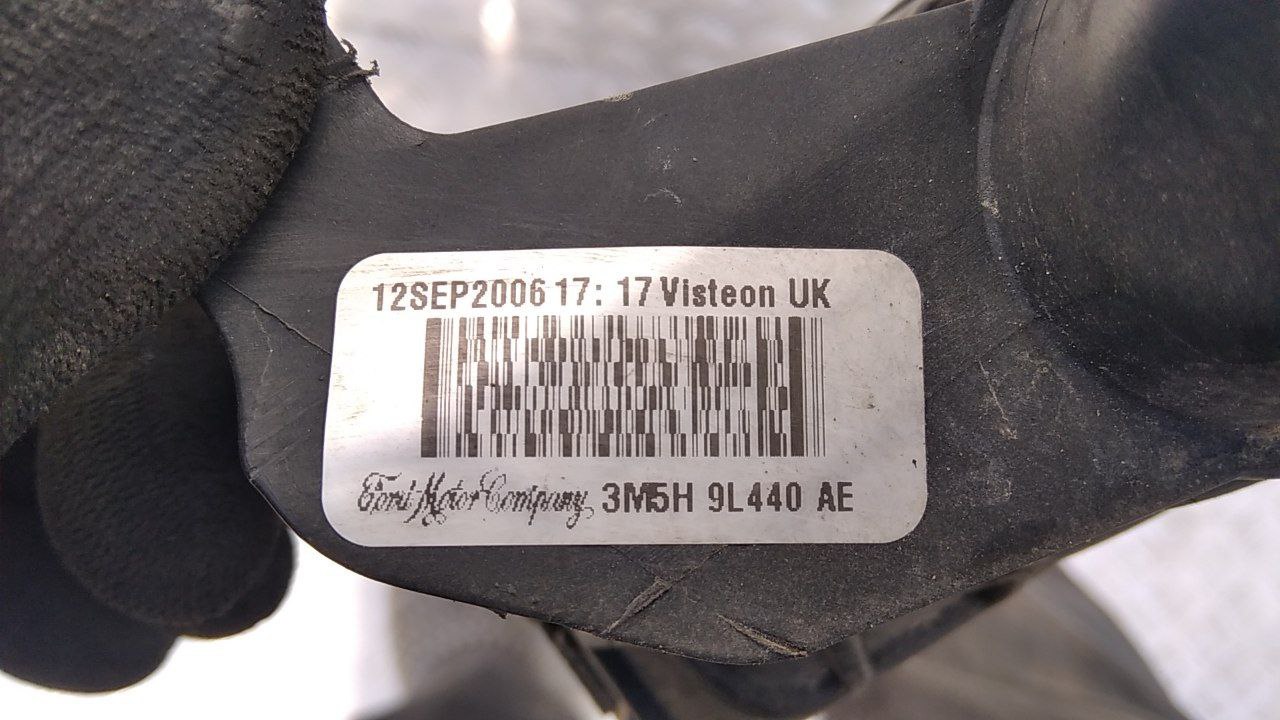 12SEP2006 17: 17 Visteon UK
Ford Motor Company 3M5H 9L440 AE